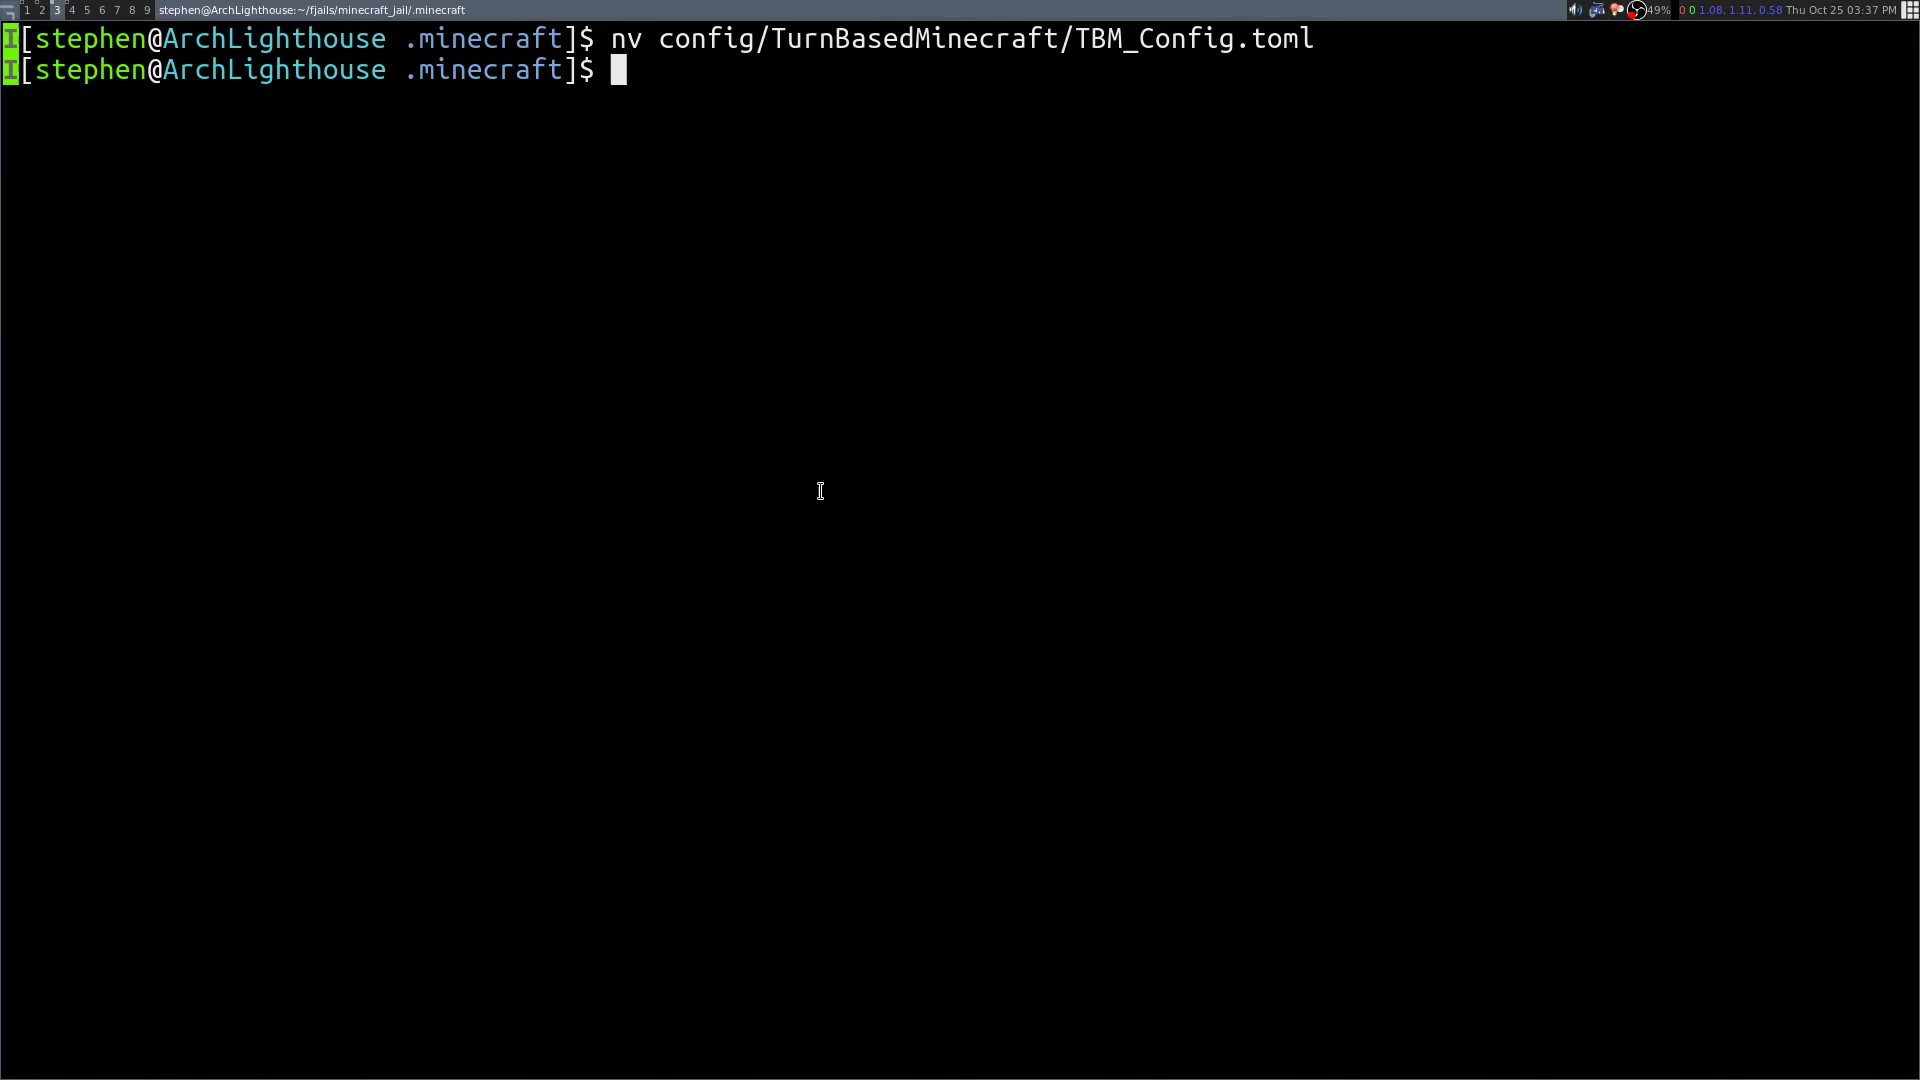 1 2 3 4 5 6 7 8 9 stephen@ArchLighthouse:~/fjails/minecraft_jail/.minecraft 49% 0 0 1.08, 1.11, 0.58 Thu Oct 25 03:37 PM
I[stephen@ArchLighthouse .minecraft]$ nv config/TurnBasedMinecraft/TBM_Config.toml
I[stephen@ArchLighthouse .minecraft]$